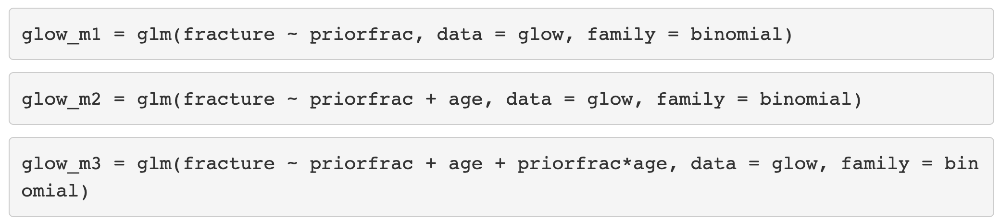 glow_m1 = glm(fracture ~ priorfrac, data = glow, family = binomial)
glow_m2 = glm(fracture ~ priorfrac + age, data = glow, family = binomial)
glow_m3 = glm(fracture ~ priorfrac + age + priorfrac*age, data = glow, family = bin
omial)